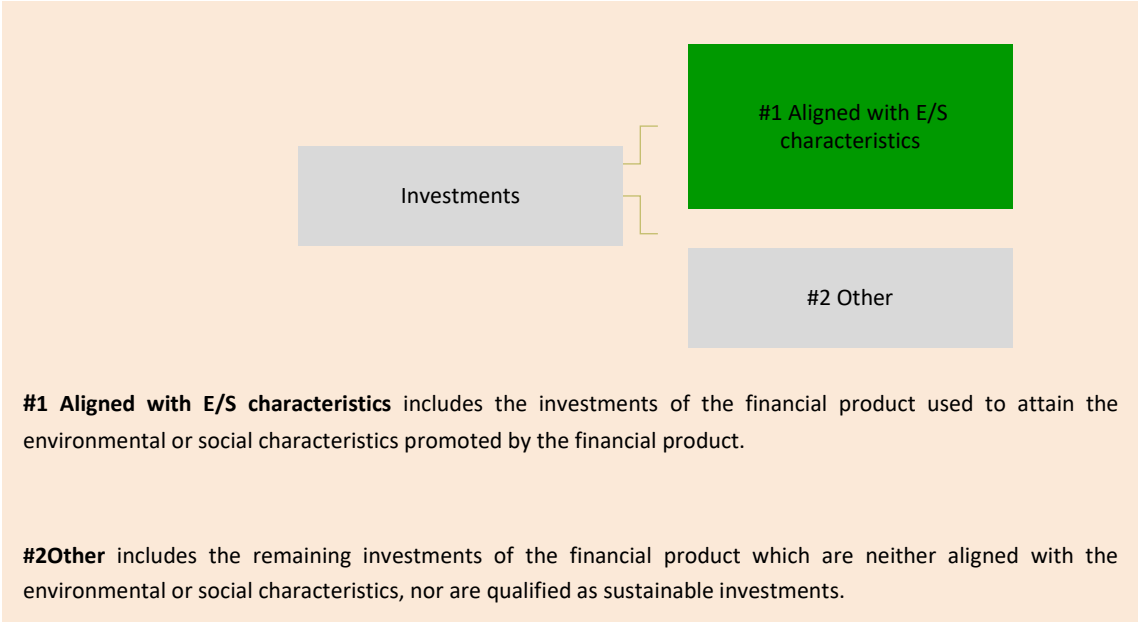 #1 Aligned with E/S
characteristics
Investments
#2 Other
#1 Aligned with E/S characteristics includes the investments of the financial product used to attain the
environmental or social characteristics promoted by the financial product.
#2Other includes the remaining investments of the financial product which are neither aligned with the
environmental or social characteristics, nor are qualified as sustainable investments.